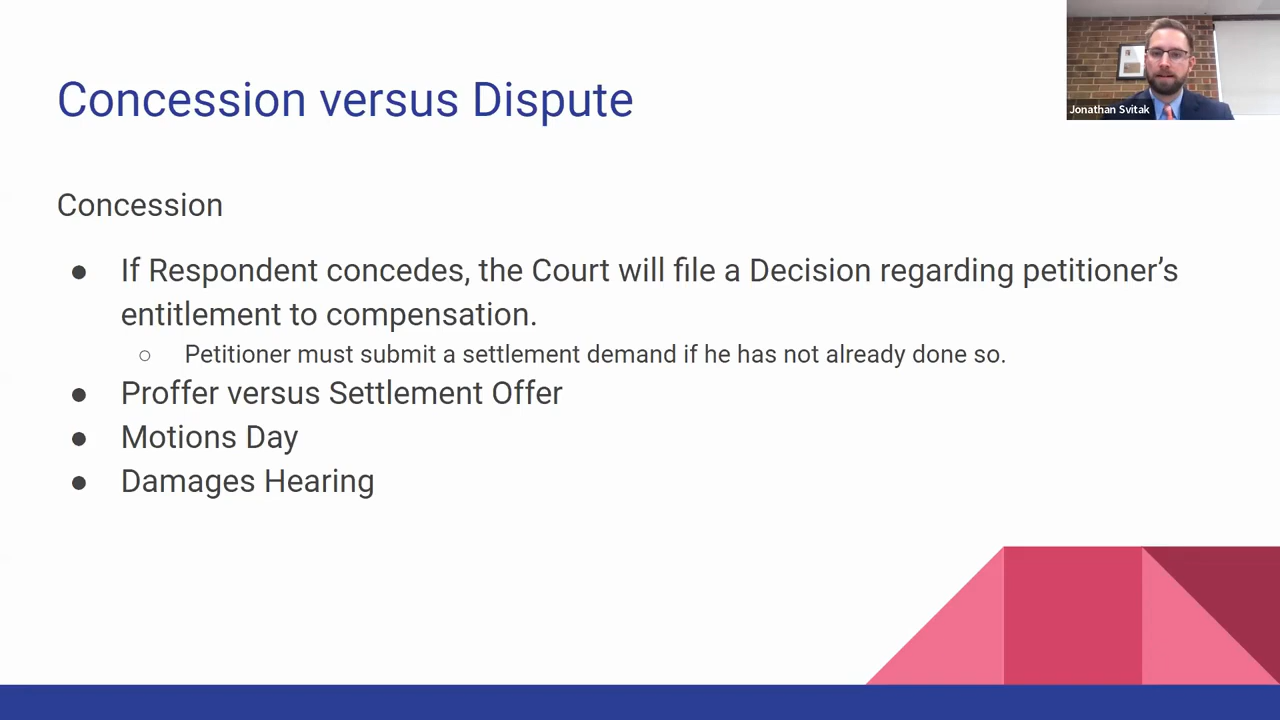 Concession versus Dispute
Jonathan Svitak
Concession
● If Respondent concedes, the Court will file a Decision regarding petitioner’s
entitlement to compensation.
○ Petitioner must submit a settlement demand if he has not already done so.
● Proffer versus Settlement Offer
● Motions Day
● Damages Hearing